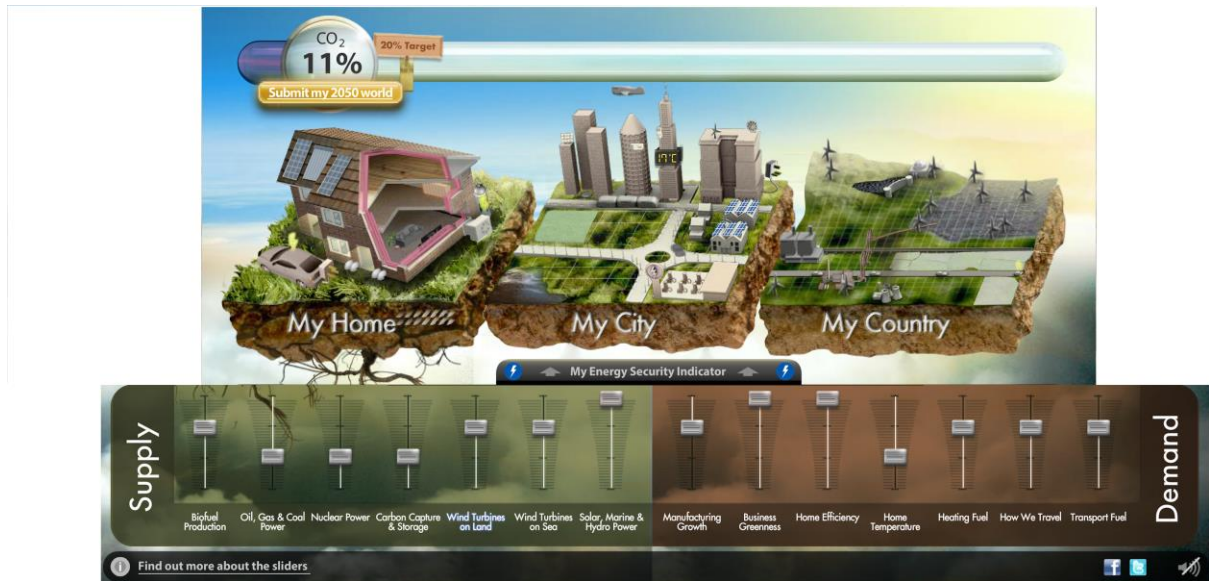 CO2
11%
20% Target
Submit my 2050 world
17°C
My Home
My City
My Country
My Energy Security Indicator
Supply
Biofuel
Production
Oil, Gas & Coal
Power
Nuclear Power
Carbon Capture
& Storage
Wind Turbines
on Land
Wind Turbines
on Sea
Solar, Marine &
Hydro Power
Manufacturing
Growth
Business
Greenness
Home Efficiency
Home
Temperature
Heating Fuel
How We Travel
Transport Fuel
Demand
i
Find out more about the sliders
f